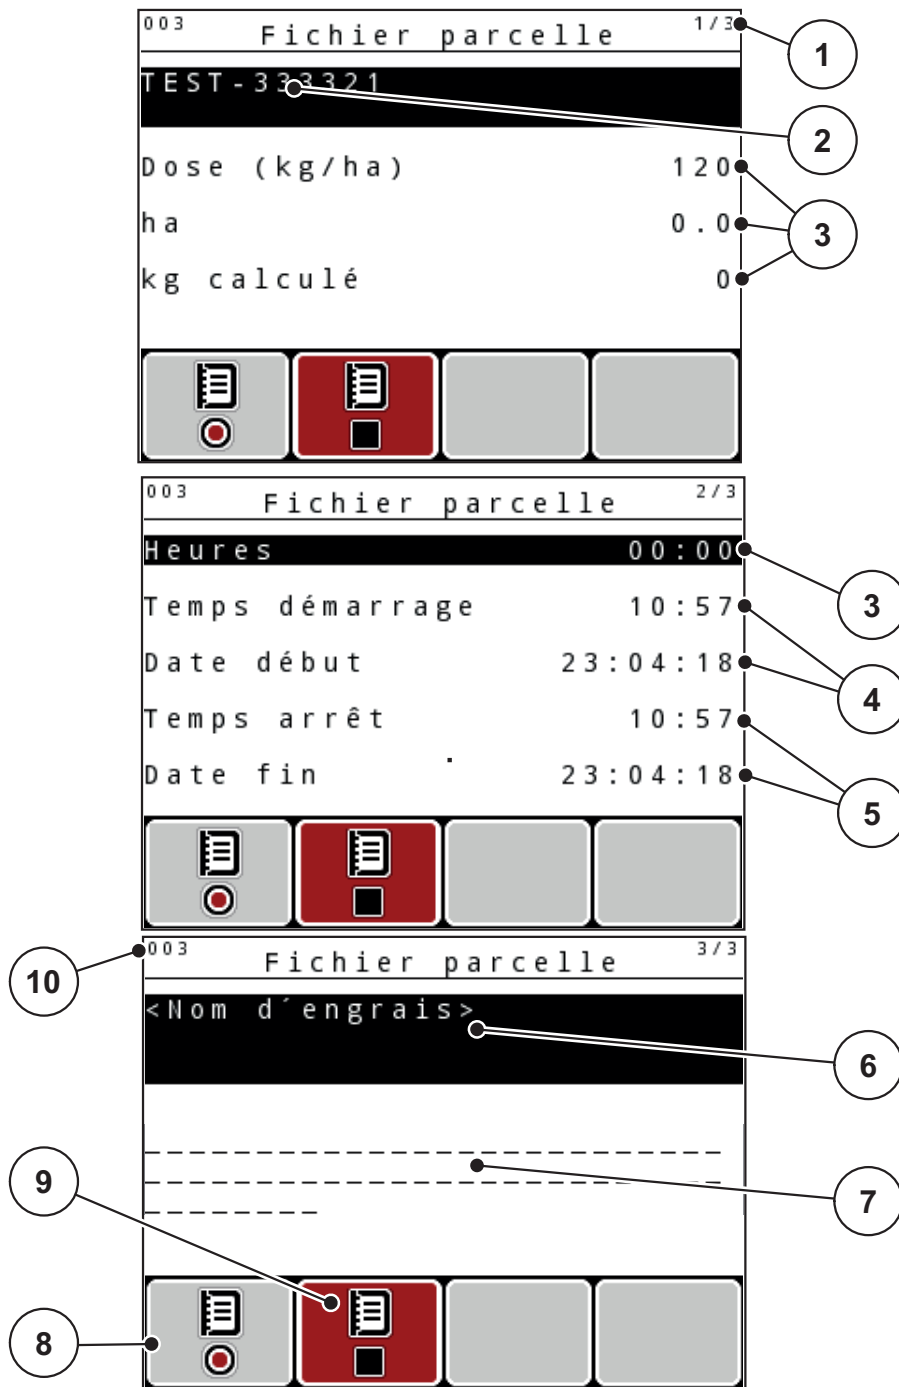 003 Fichier parcelle 1/3
1
TEST-333321
2
Dose (kg/ha) 120
ha 0.0
3
kg calculé 0
003 Fichier parcelle 2/3
Heures 00:00
3
Temps démarrage 10:57
Date début 23:04:18
4
Temps arrêt 10:57
Date fin 23:04:18
5
003 Fichier parcelle 3/3
10
<Nom d´engrais>
6
9
7
8